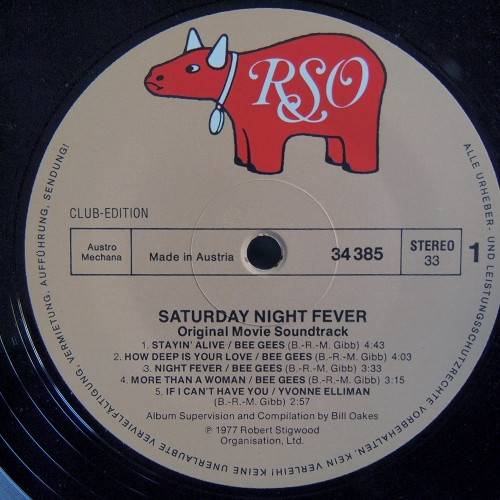 RSO
CLUB-EDITION
Austro
Mechana
Made in Austria
34 385
STEREO
33
1
SATURDAY NIGHT FEVER
Original Movie Soundtrack
1. STAYIN' ALIVE / BEE GEES (B.-R.-M. Gibb) 4:43
2. HOW DEEP IS YOUR LOVE / BEE GEES (B.-R.-M. Gibb) 4:03
3. NIGHT FEVER / BEE GEES (B.-R.-M. Gibb) 3:33
4. MORE THAN A WOMAN / BEE GEES (B.-R.-M. Gibb) 3:15
5. IF I CAN'T HAVE YOU / YVONNE ELLIMAN
(B.-R.-M. Gibb) 2:57
Album Supervision and Compilation by Bill Oakes
℗ 1977 Robert Stigwood
Organisation, Ltd.
ALLE URHEBER- UND LEISTUNGSSCHUTZRECHTE VORBEHALTEN. KEIN VERLEIH! KEINE UNERLAUBTE VERVIELFÄLTIGUNG, VERMIETUNG, AUFFÜHRUNG, SENDUNG!